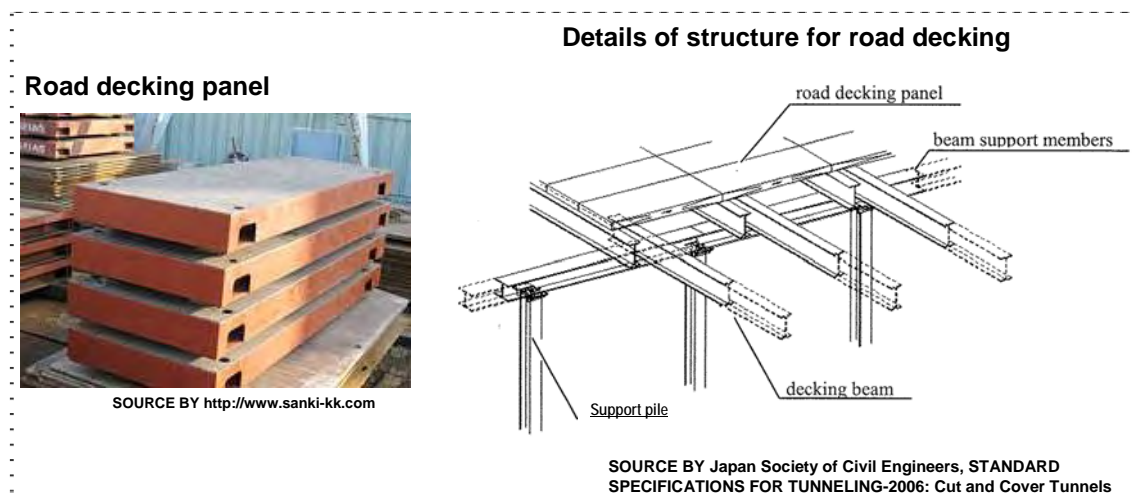 Details of structure for road decking
Road decking panel
road decking panel
beam support members
decking beam
Support pile
SOURCE BY http://www.sanki-kk.com
SOURCE BY Japan Society of Civil Engineers, STANDARD
SPECIFICATIONS FOR TUNNELING-2006: Cut and Cover Tunnels